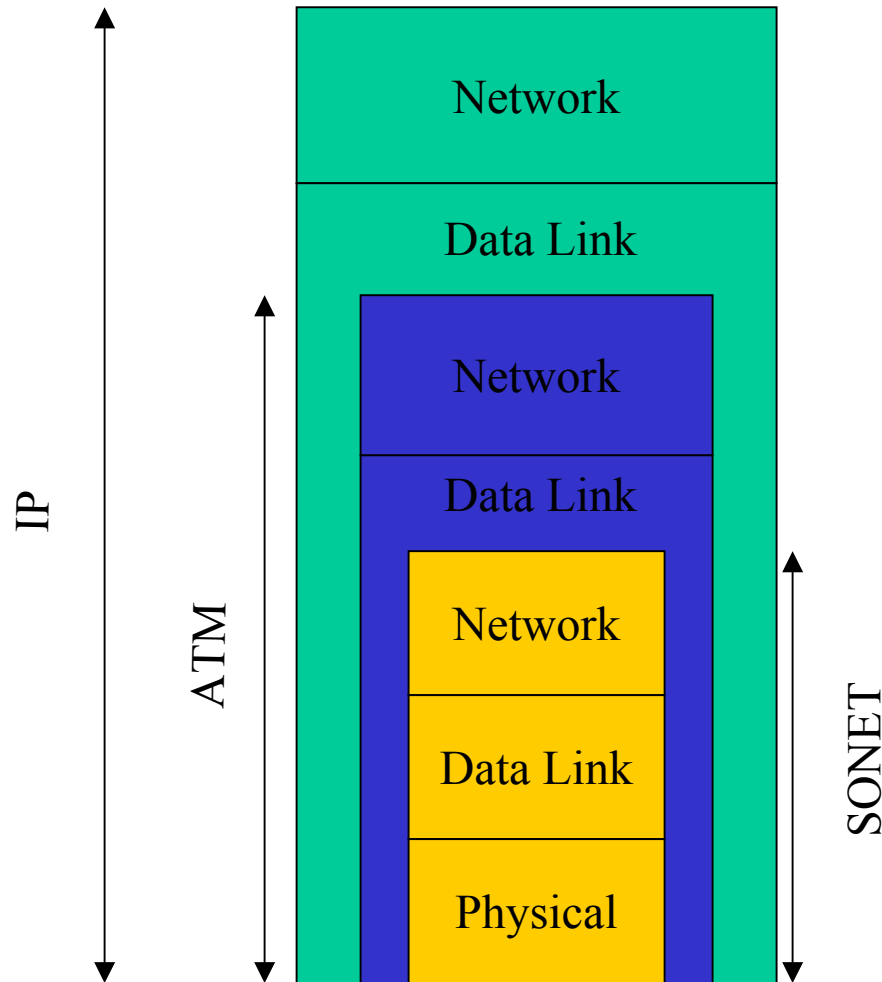 Network
Data Link
Network
Data Link
Network
Data Link
Physical
IP
ATM
SONET